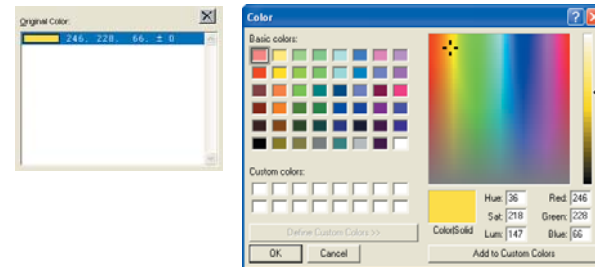 Original Color:
246, 228, 66, ± 0
Color
Basic colors:
Custom colors:
Define Custom Colors >>
OK Cancel
Color|Solid
Hue: 36 Red: 246
Sat: 218 Green: 228
Lum: 147 Blue: 66
Add to Custom Colors